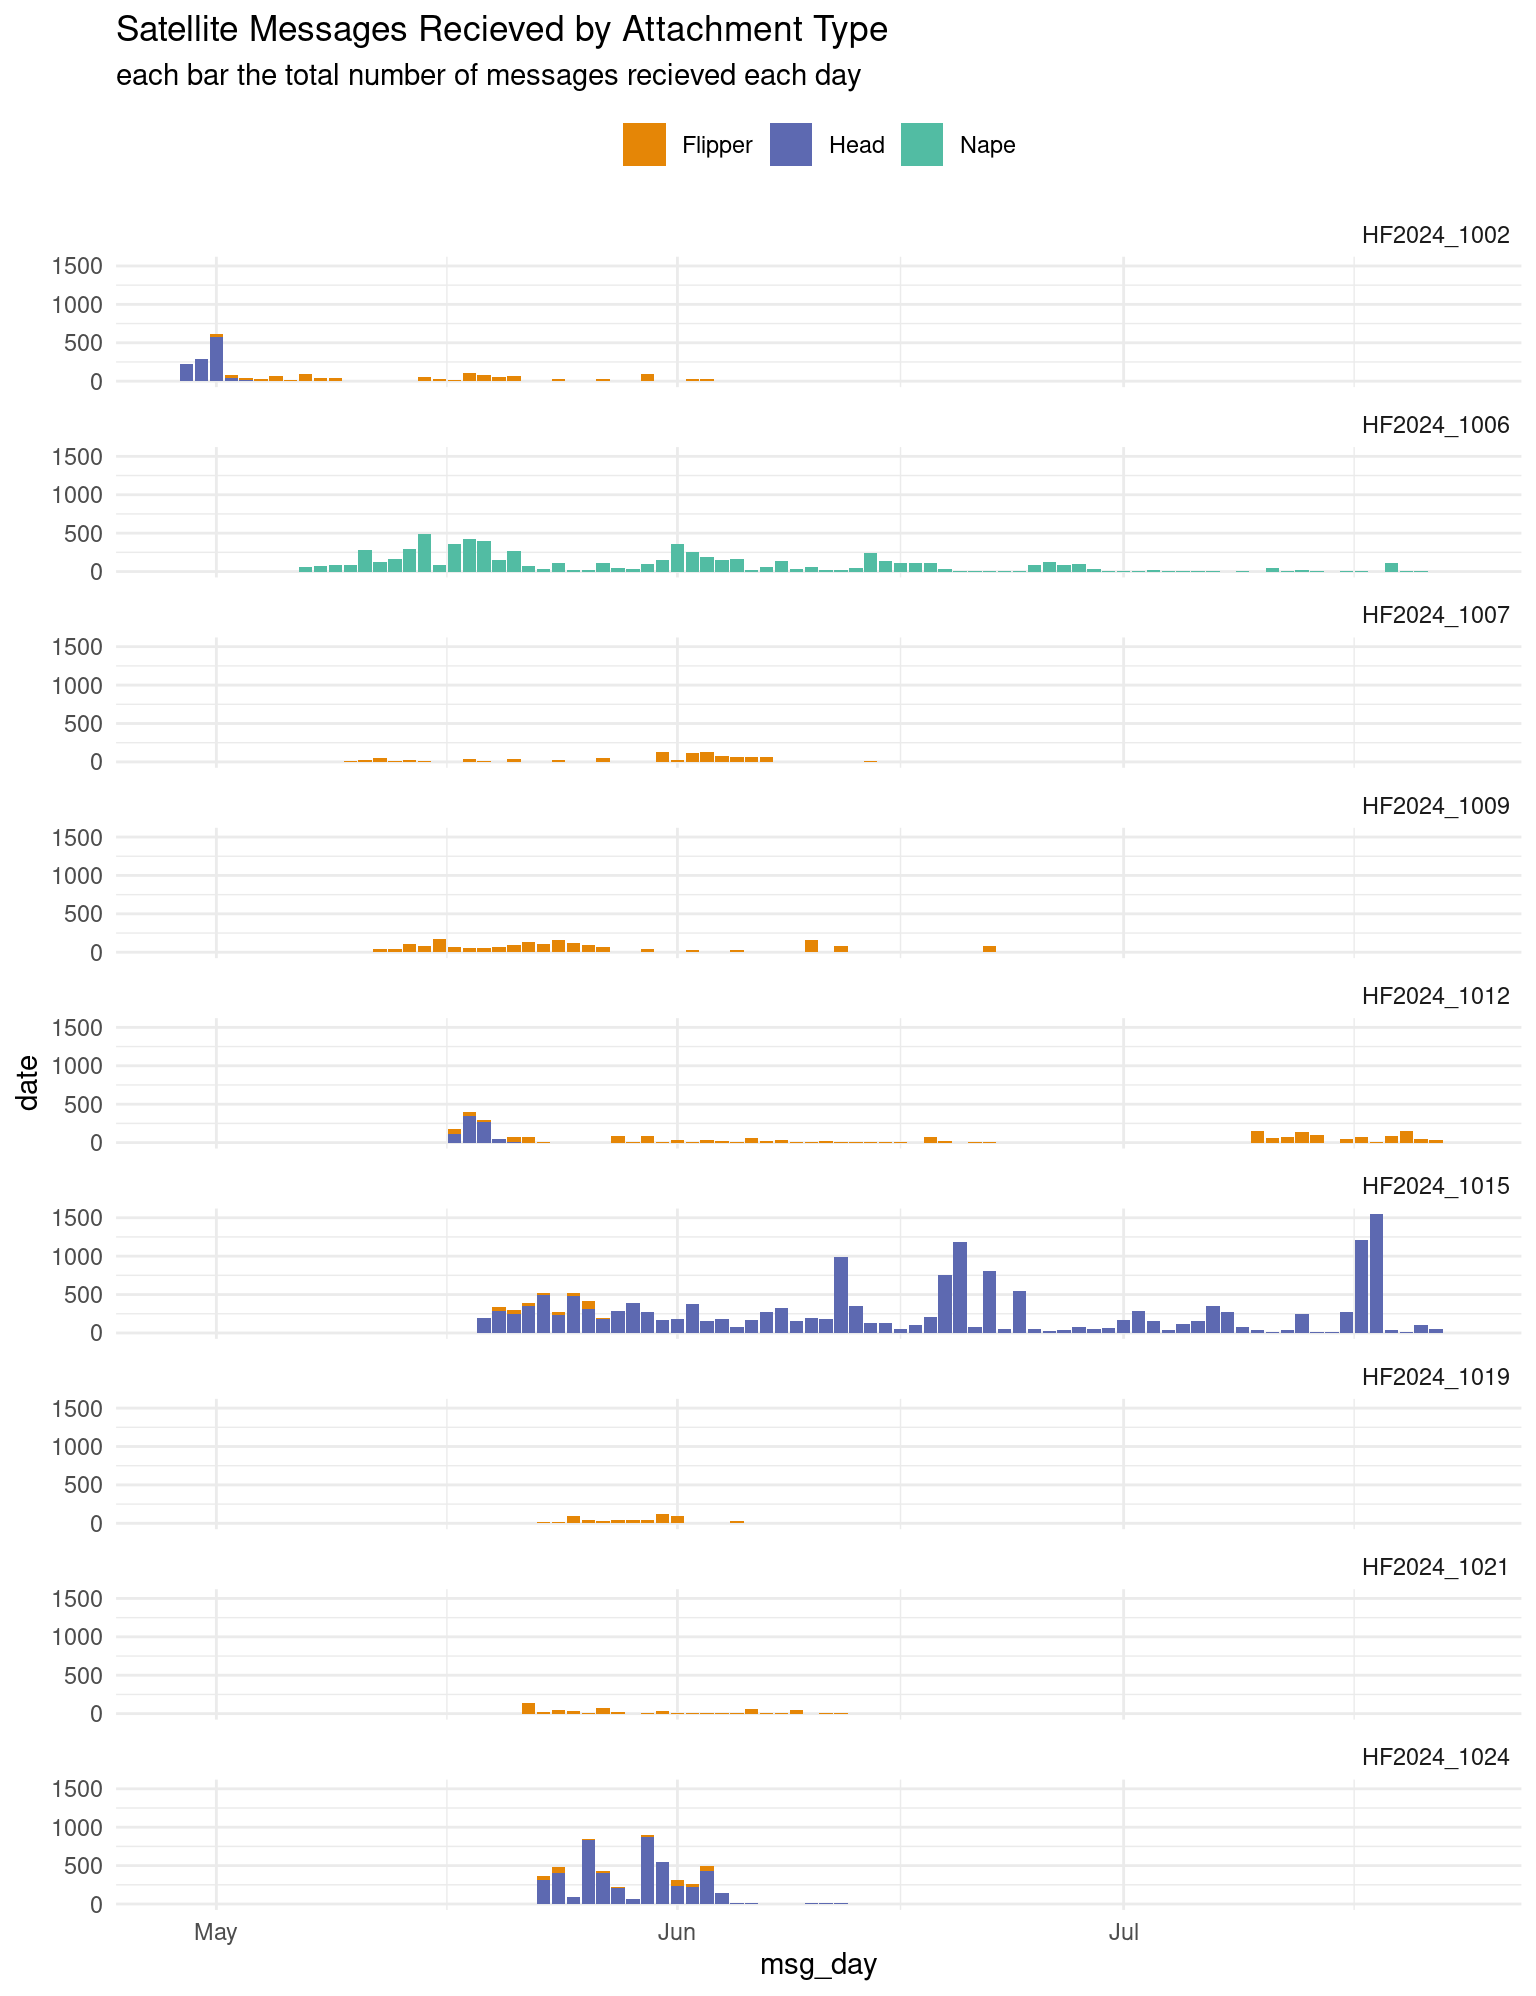 Satellite Messages Recieved by Attachment Type
each bar the total number of messages recieved each day
Flipper Head Nape
HF2024_1002
1500
1000
500
0
HF2024_1006
1500
1000
500
0
HF2024_1007
1500
1000
500
0
HF2024_1009
1500
1000
500
0
HF2024_1012
1500
1000
500
0
date
HF2024_1015
1500
1000
500
0
HF2024_1019
1500
1000
500
0
HF2024_1021
1500
1000
500
0
HF2024_1024
1500
1000
500
0
May Jun Jul
msg_day